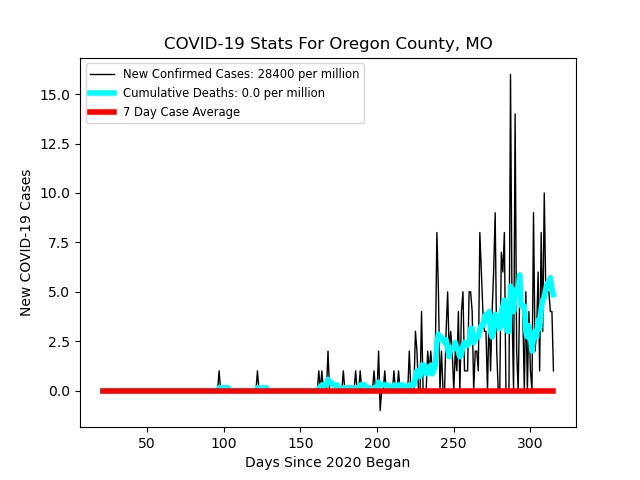 COVID-19 Stats For Oregon County, MO
New Confirmed Cases: 28400 per million
Cumulative Deaths: 0.0 per million
7 Day Case Average
15.0
12.5
10.0
7.5
5.0
2.5
0.0
New COVID-19 Cases
50 100 150 200 250 300
Days Since 2020 Began